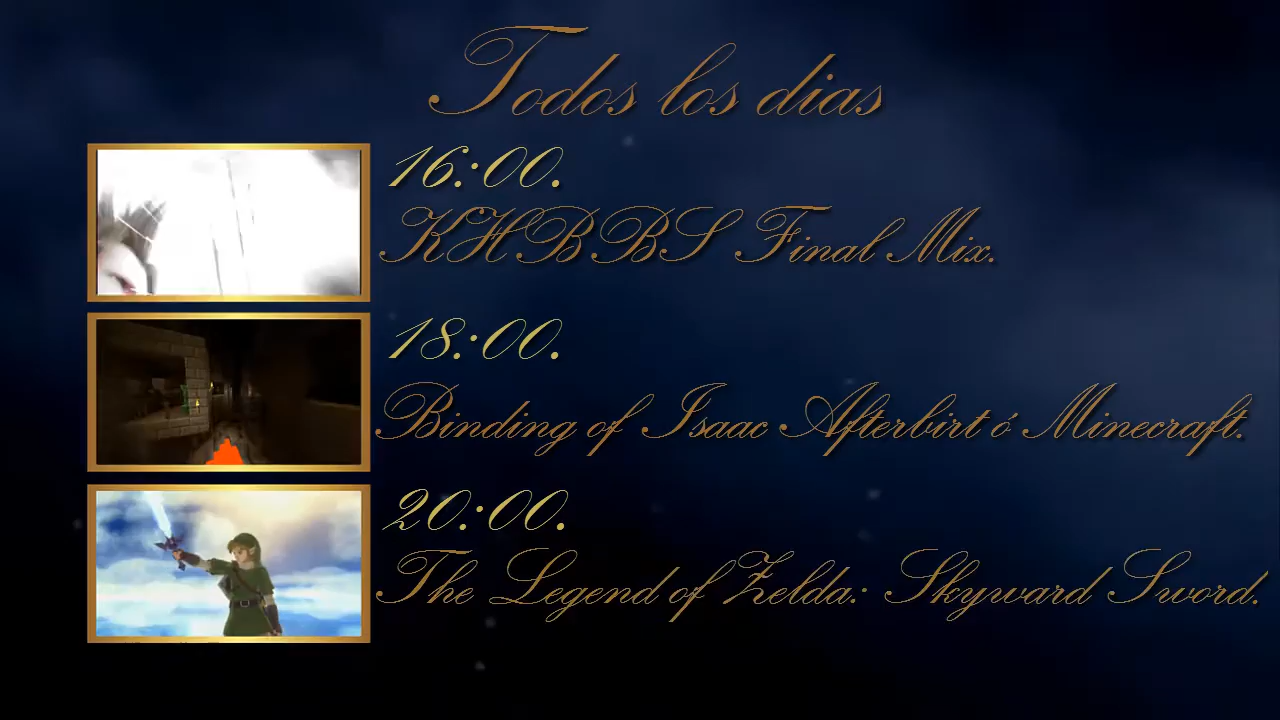 Todos los dias
16:00.
KHBBS Final Mix.
18:00.
Binding of Isaac Afterbirt ó Minecraft.
20:00.
The Legend of Zelda: Skyward Sword.